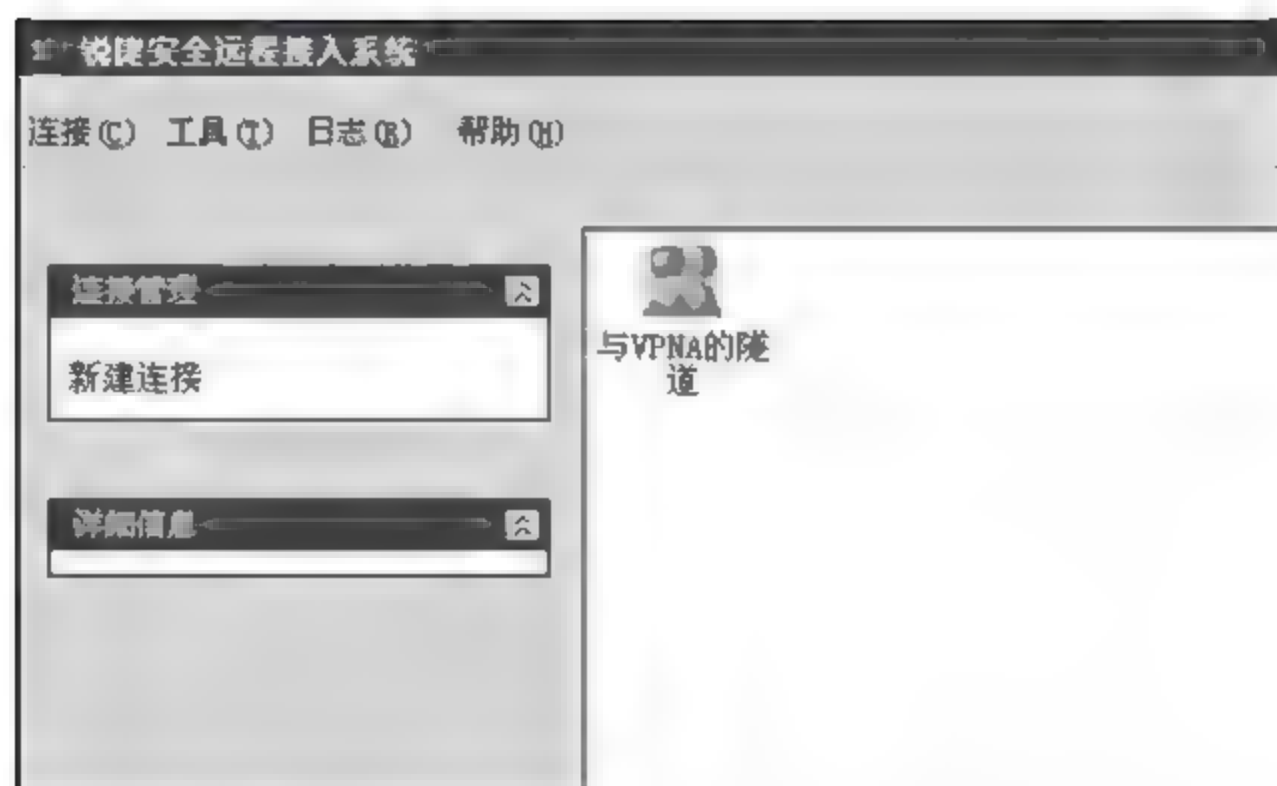 锐捷安全远程接入系统
连接(C) 工具(T) 日志(R) 帮助(H)
连接管理
新建连接
与VPNA的隧
道
详细信息